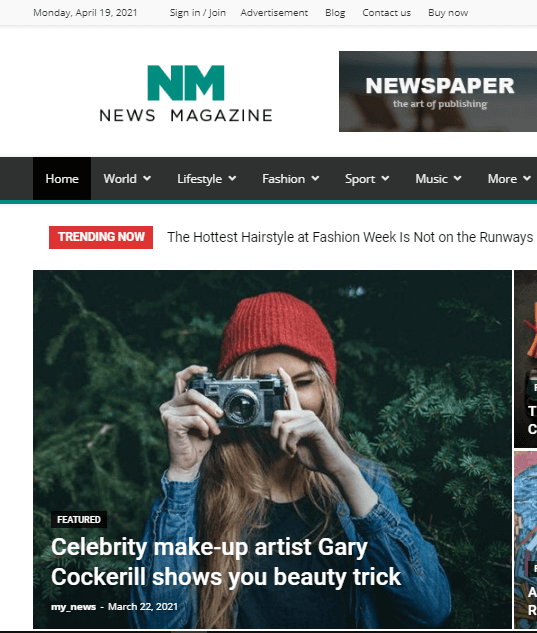 Monday, April 19, 2021 Sign in / Join Advertisement Blog Contact us Buy now
NM
NEWS MAGAZINE
NEWSPAPER
the art of publishing
Home World Lifestyle Fashion Sport Music More
TRENDING NOW The Hottest Hairstyle at Fashion Week Is Not on the Runways
FEATURED
Celebrity make-up artist Gary
Cockerill shows you beauty trick
my_news - March 22, 2021
T
C
A
R